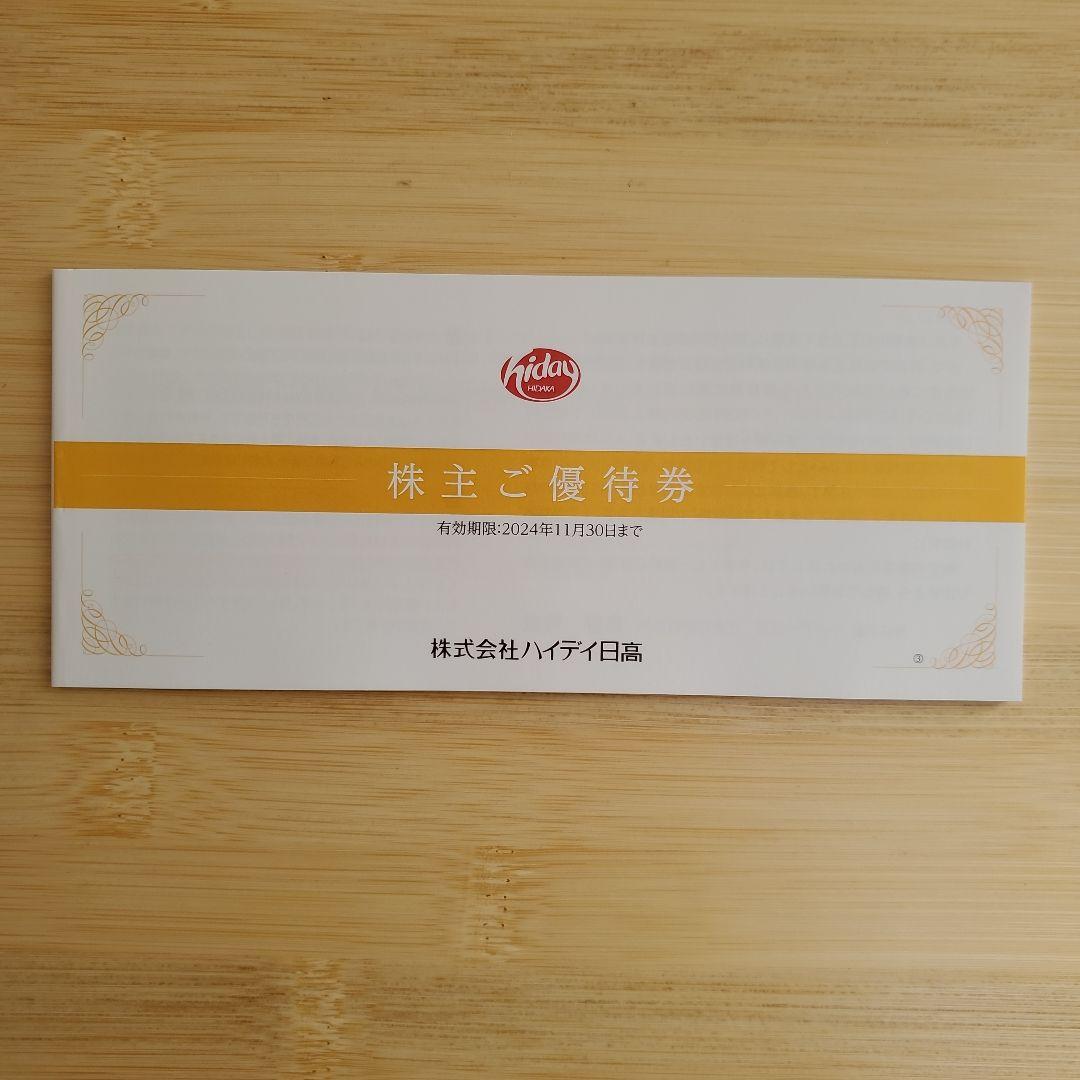 hiday
HIDAKA
株主ご優待券
有効期限:2024年11月30日まで
株式会社ハイデイ日高
③